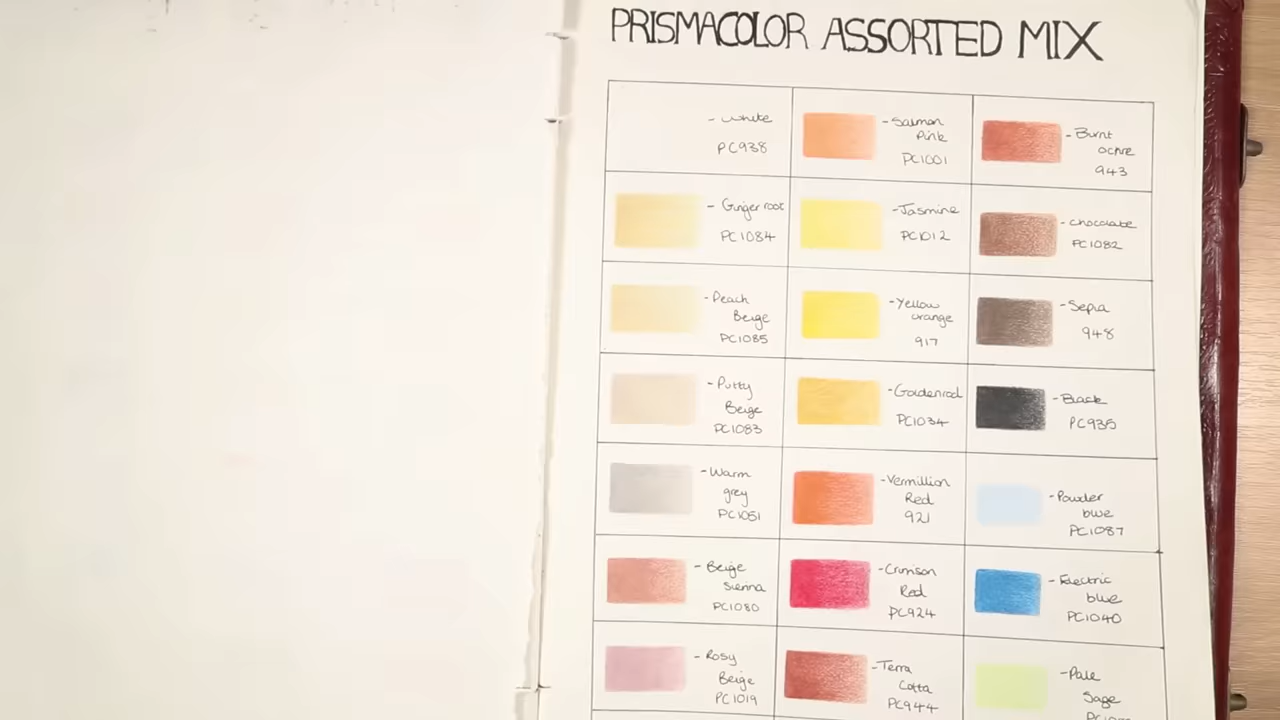 PRISMACOLOR ASSORTED MIX
- White
PC938
- Salmon
Pink
PC1001
- Burnt
ochre
943
- Ginger root
PC1084
- Jasmine
PC1012
- chocolate
PC1082
- Peach
Beige
PC1085
- Yellow
orange
917
- Sepia
948
- Putty
Beige
PC1083
- Goldenrod
PC1034
- Black
PC935
- Warm
grey
PC1051
- Vermillion
Red
921
- Powder
blue
PC1087
- Beige
sienna
PC1080
- Crimson
Red
PC924
- Electric
blue
PC1040
- Rosy
Beige
PC1019
- Terra
Cotta
PC944
- Pale
Sage